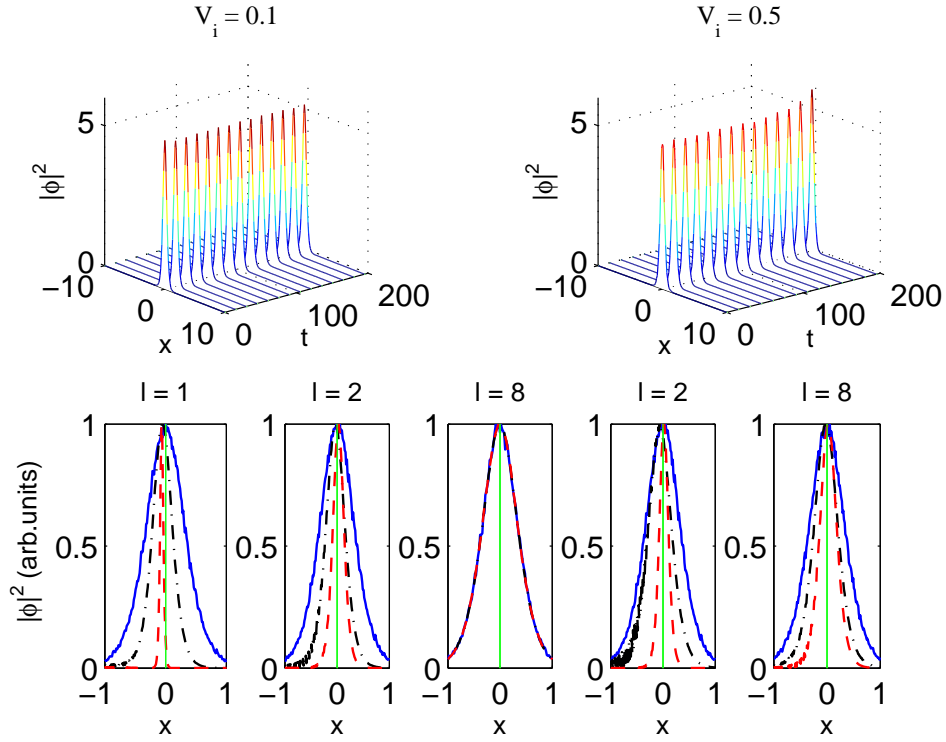 V_i = 0.1
V_i = 0.5
|ϕ|^2
5
0
−10
0
10
x
0
100
200
t
|ϕ|^2
5
0
−10
0
10
x
0
100
200
t
l = 1
l = 2
l = 8
l = 2
l = 8
|ϕ|^2 (arb.units)
1
0.5
0
−1 0 1
x
1
0.5
0
−1 0 1
x
1
0.5
0
−1 0 1
x
1
0.5
0
−1 0 1
x
1
0.5
0
−1 0 1
x